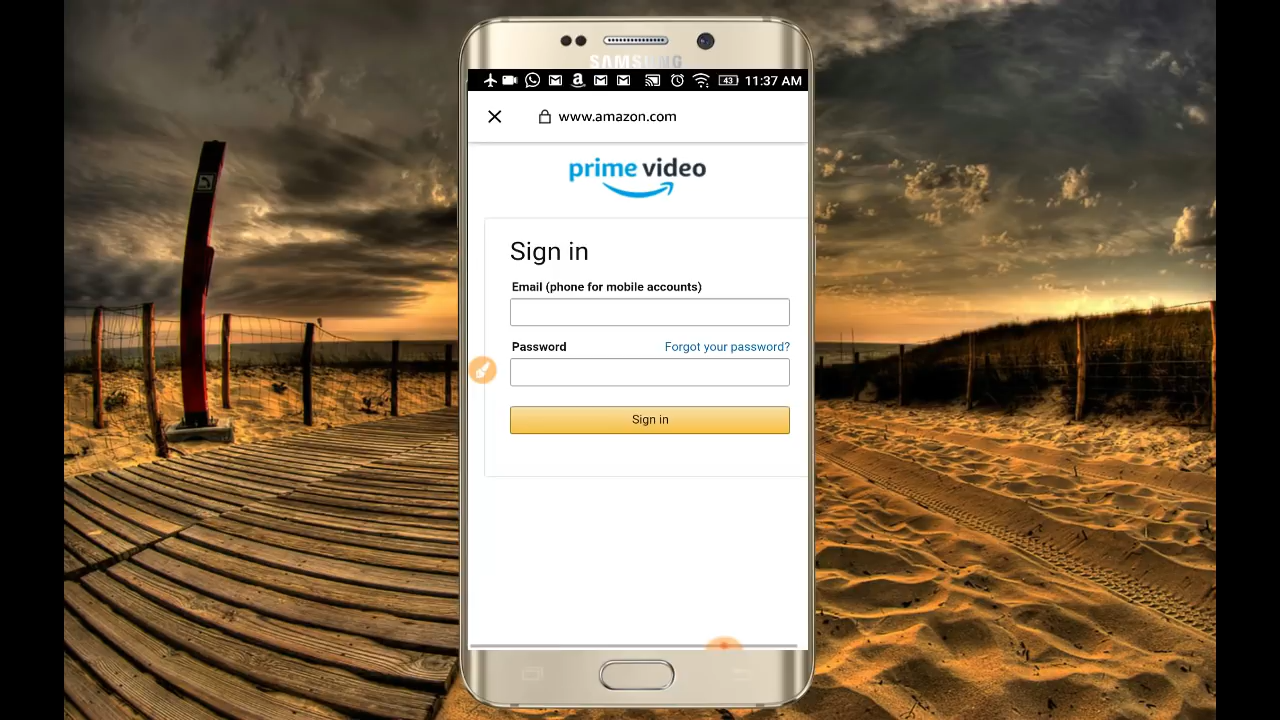 SAMSUNG
43 11:37 AM
www.amazon.com
prime video
Sign in
Email (phone for mobile accounts)
Password Forgot your password?
Sign in